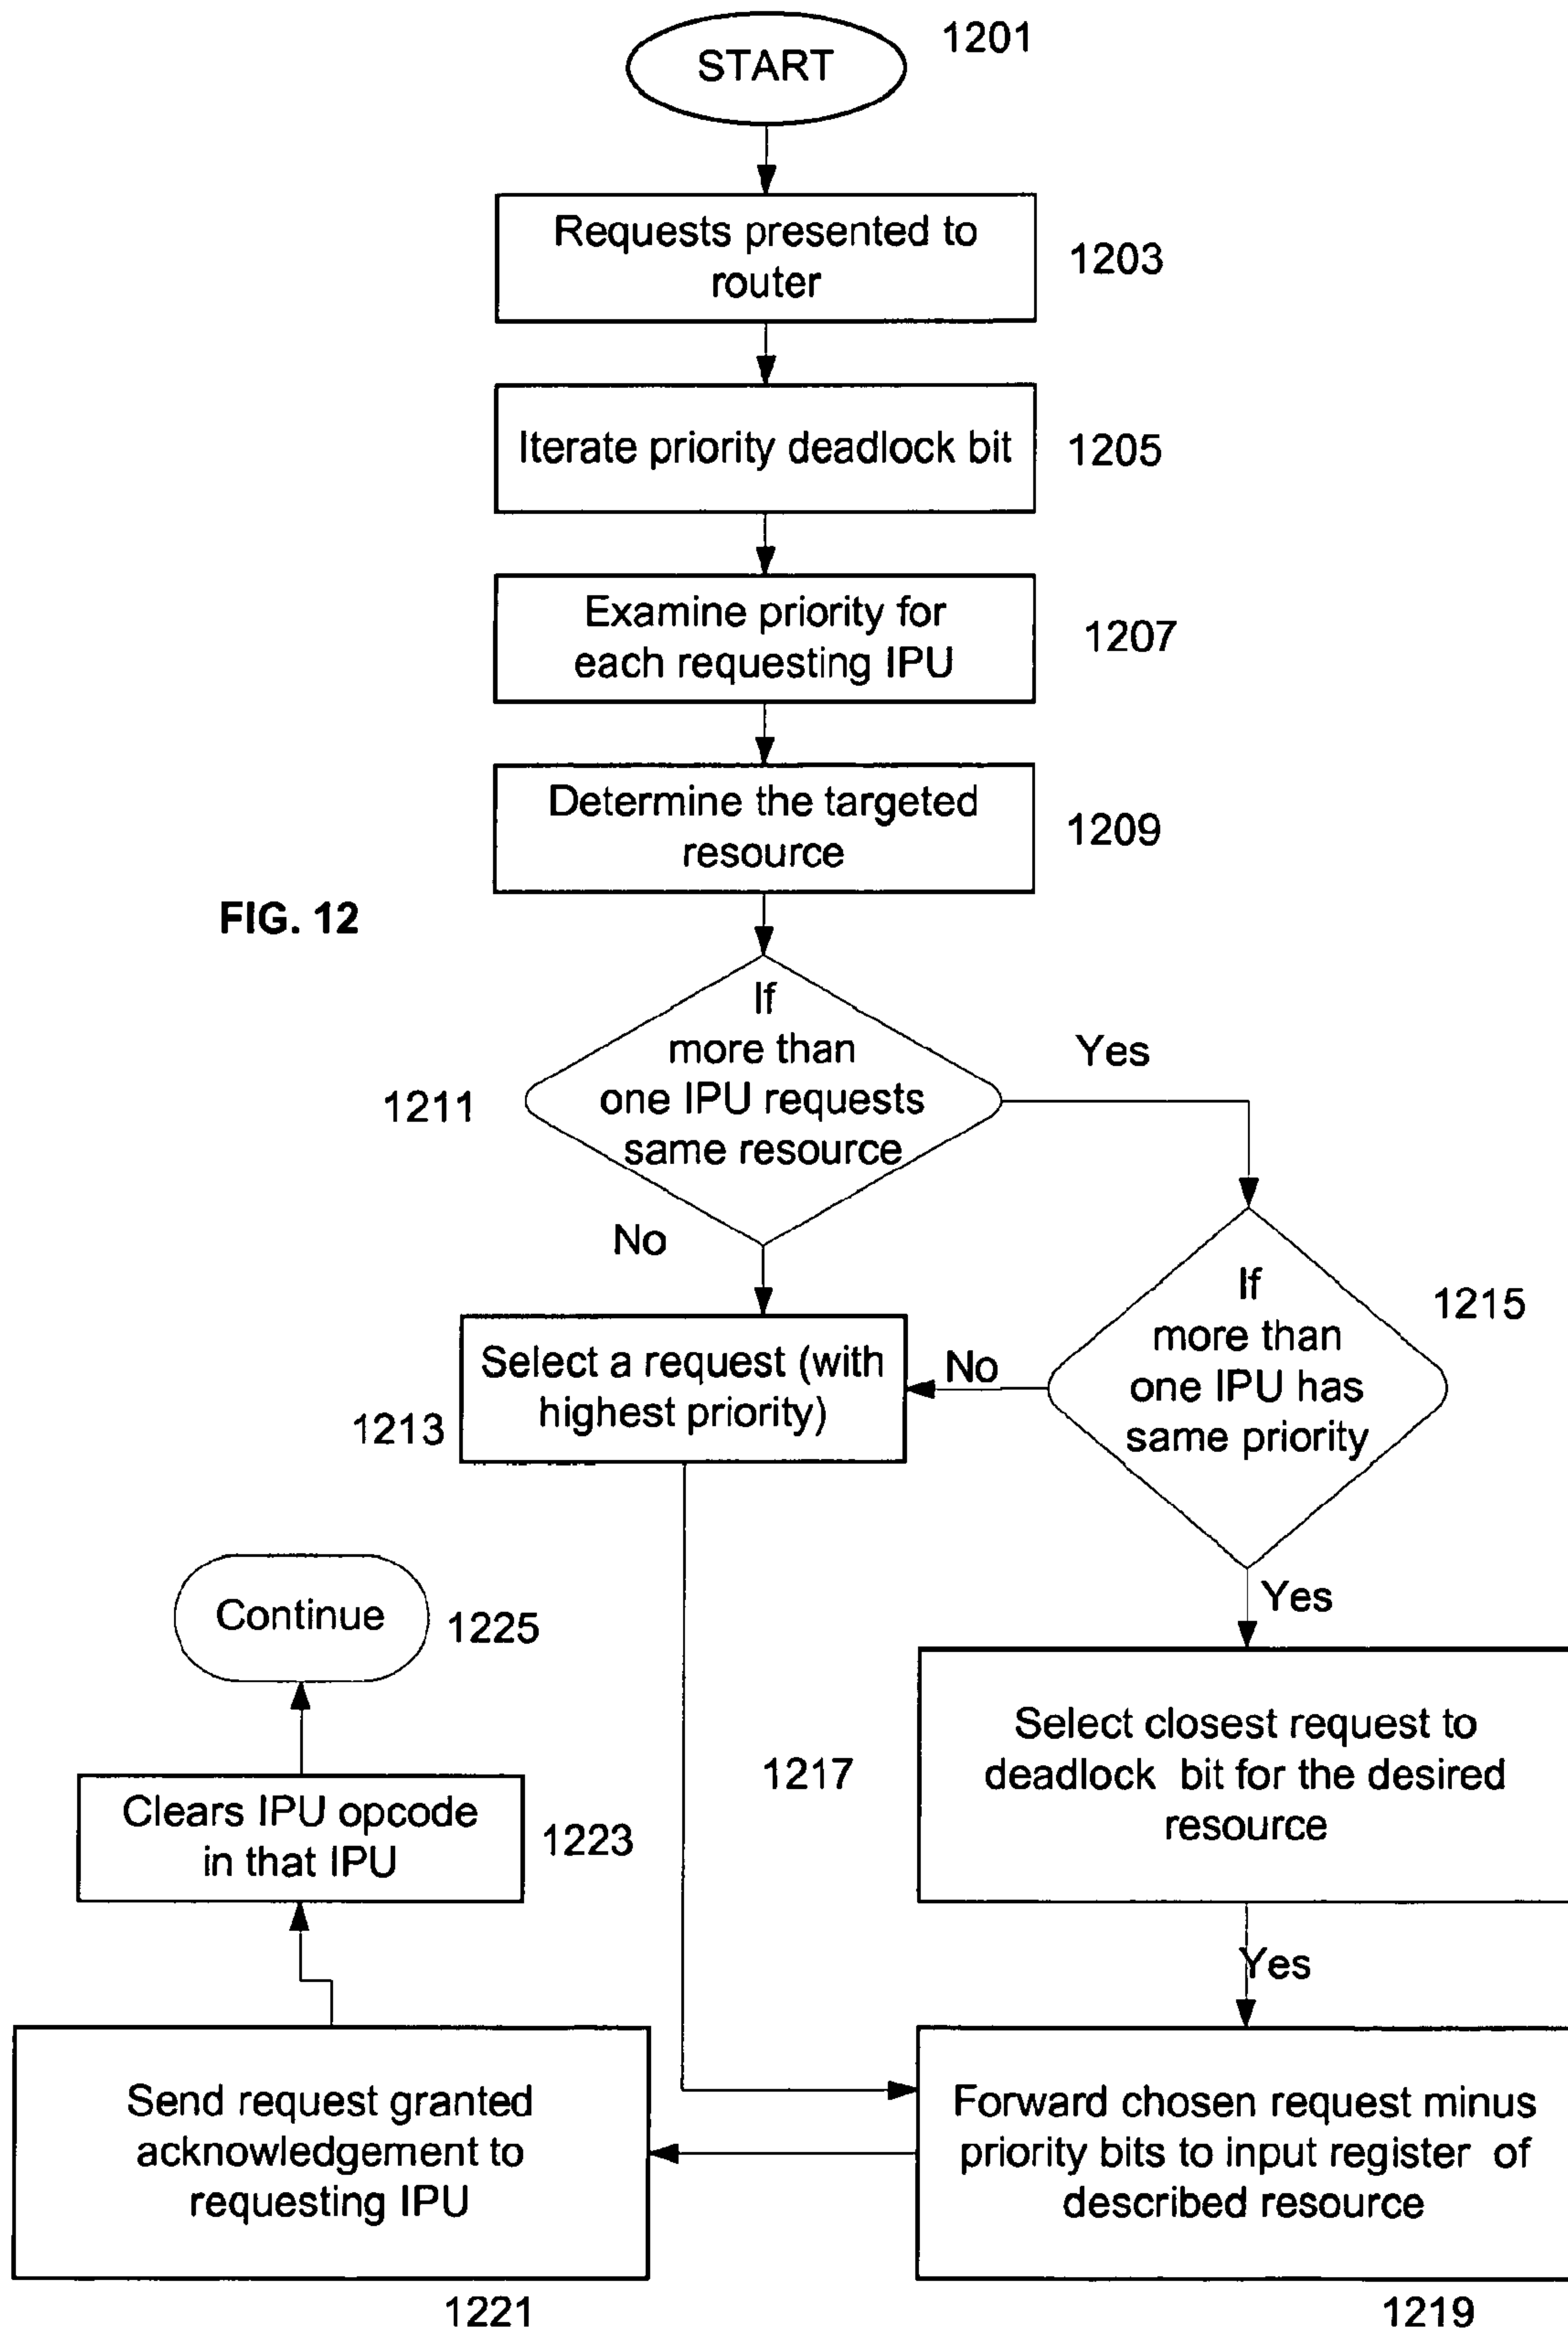 START
1201
Requests presented to
router
1203
Iterate priority deadlock bit
1205
Examine priority for
each requesting IPU
1207
Determine the targeted
resource
1209
FIG. 12
If
more than
one IPU requests
same resource
1211
Yes
No
If
more than
one IPU has
same priority
1215
Select a request (with
highest priority)
1213
No
Yes
Continue
1225
Select closest request to
deadlock bit for the desired
resource
1217
Clears IPU opcode
in that IPU
1223
Yes
Send request granted
acknowledgement to
requesting IPU
1221
Forward chosen request minus
priority bits to input register of
described resource
1219